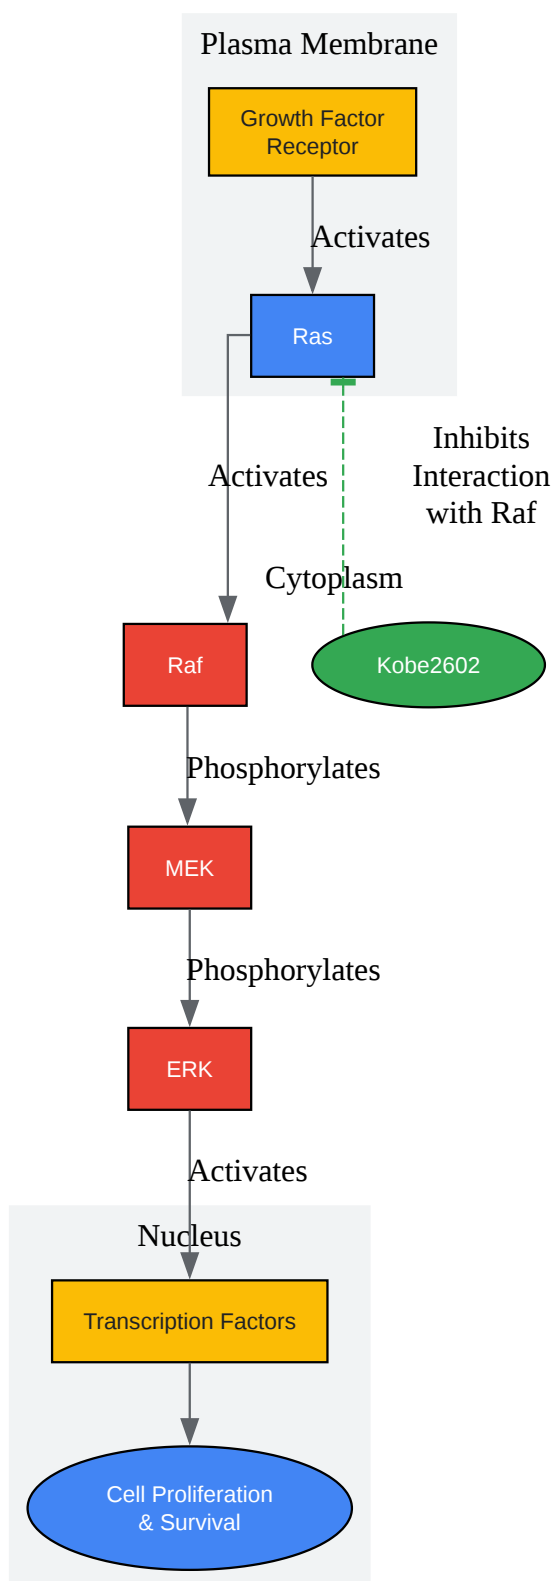 Plasma Membrane
Growth Factor
Receptor
Activates
Ras
Inhibits
Interaction
with Raf
Activates
Cytoplasm
Raf
Kobe2602
Phosphorylates
MEK
Phosphorylates
ERK
Activates
Nucleus
Transcription Factors
Cell Proliferation
& Survival